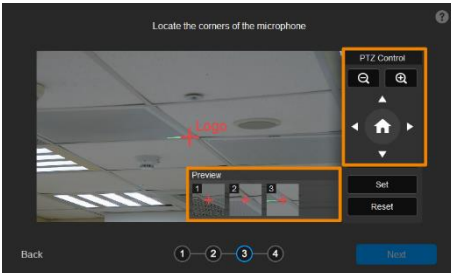 Locate the corners of the microphone
?
PTZ Control
Logo
Preview
1 2 3
Set
Reset
Back
1 2 3 4
Next